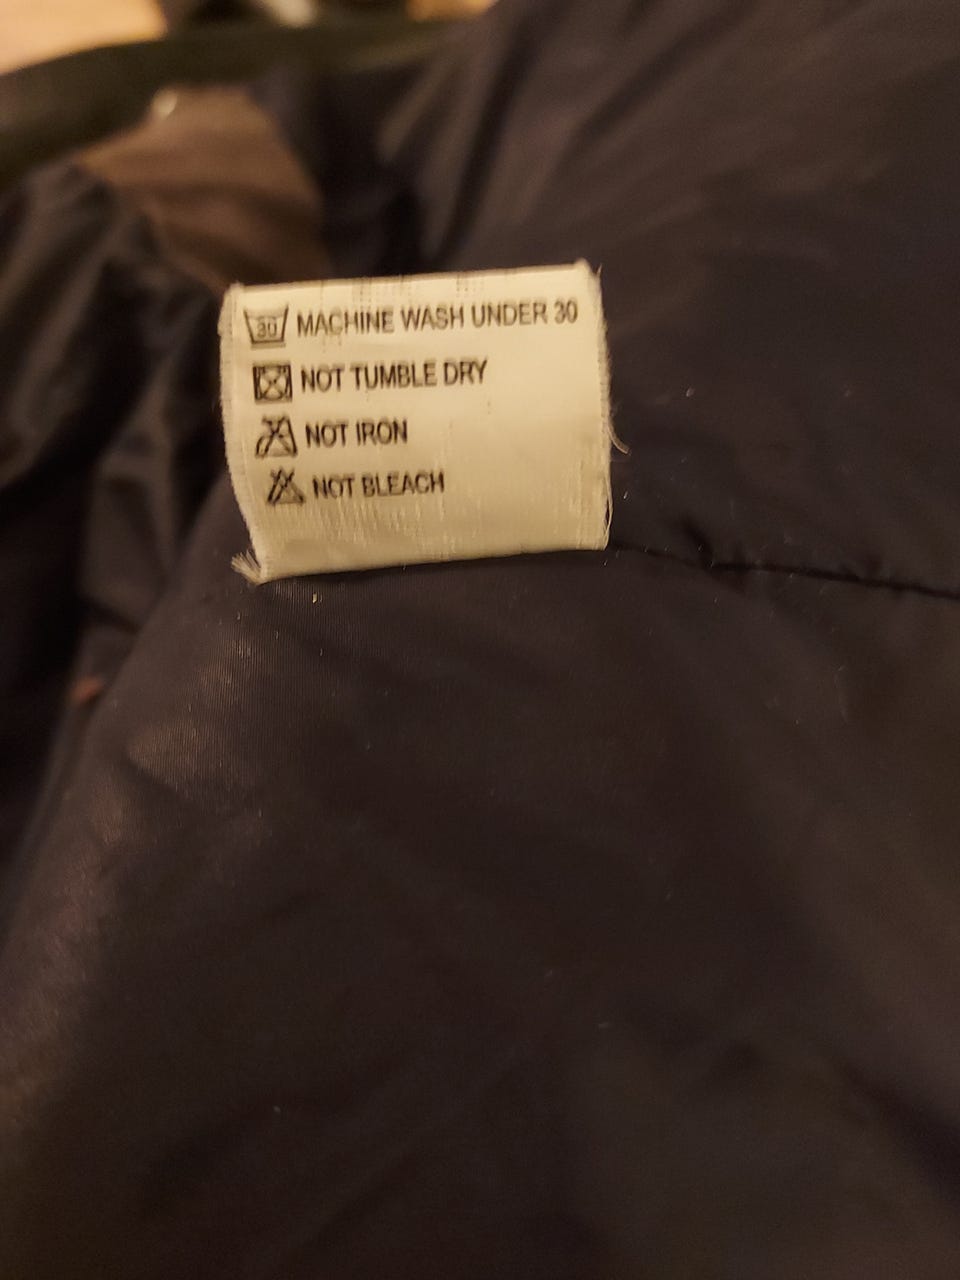 30 MACHINE WASH UNDER 30
NOT TUMBLE DRY
NOT IRON
NOT BLEACH